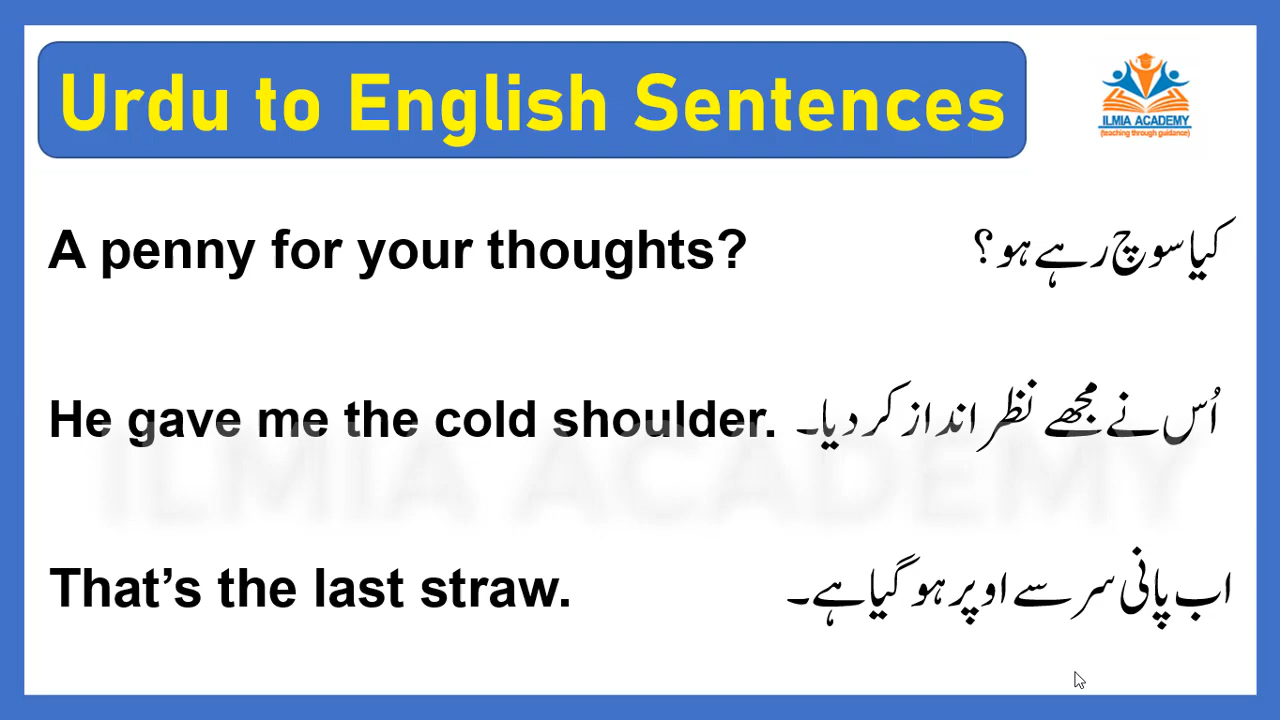 Urdu to English Sentences
ILMIA ACADEMY
(teaching through guidance)
A penny for your thoughts?
کیا سوچ رہے ہو؟
He gave me the cold shoulder.
اُس نے مجھے نظر انداز کر دیا۔
ILMIA ACADEMY
That’s the last straw.
اب پانی سر سے اوپر ہو گیا ہے۔